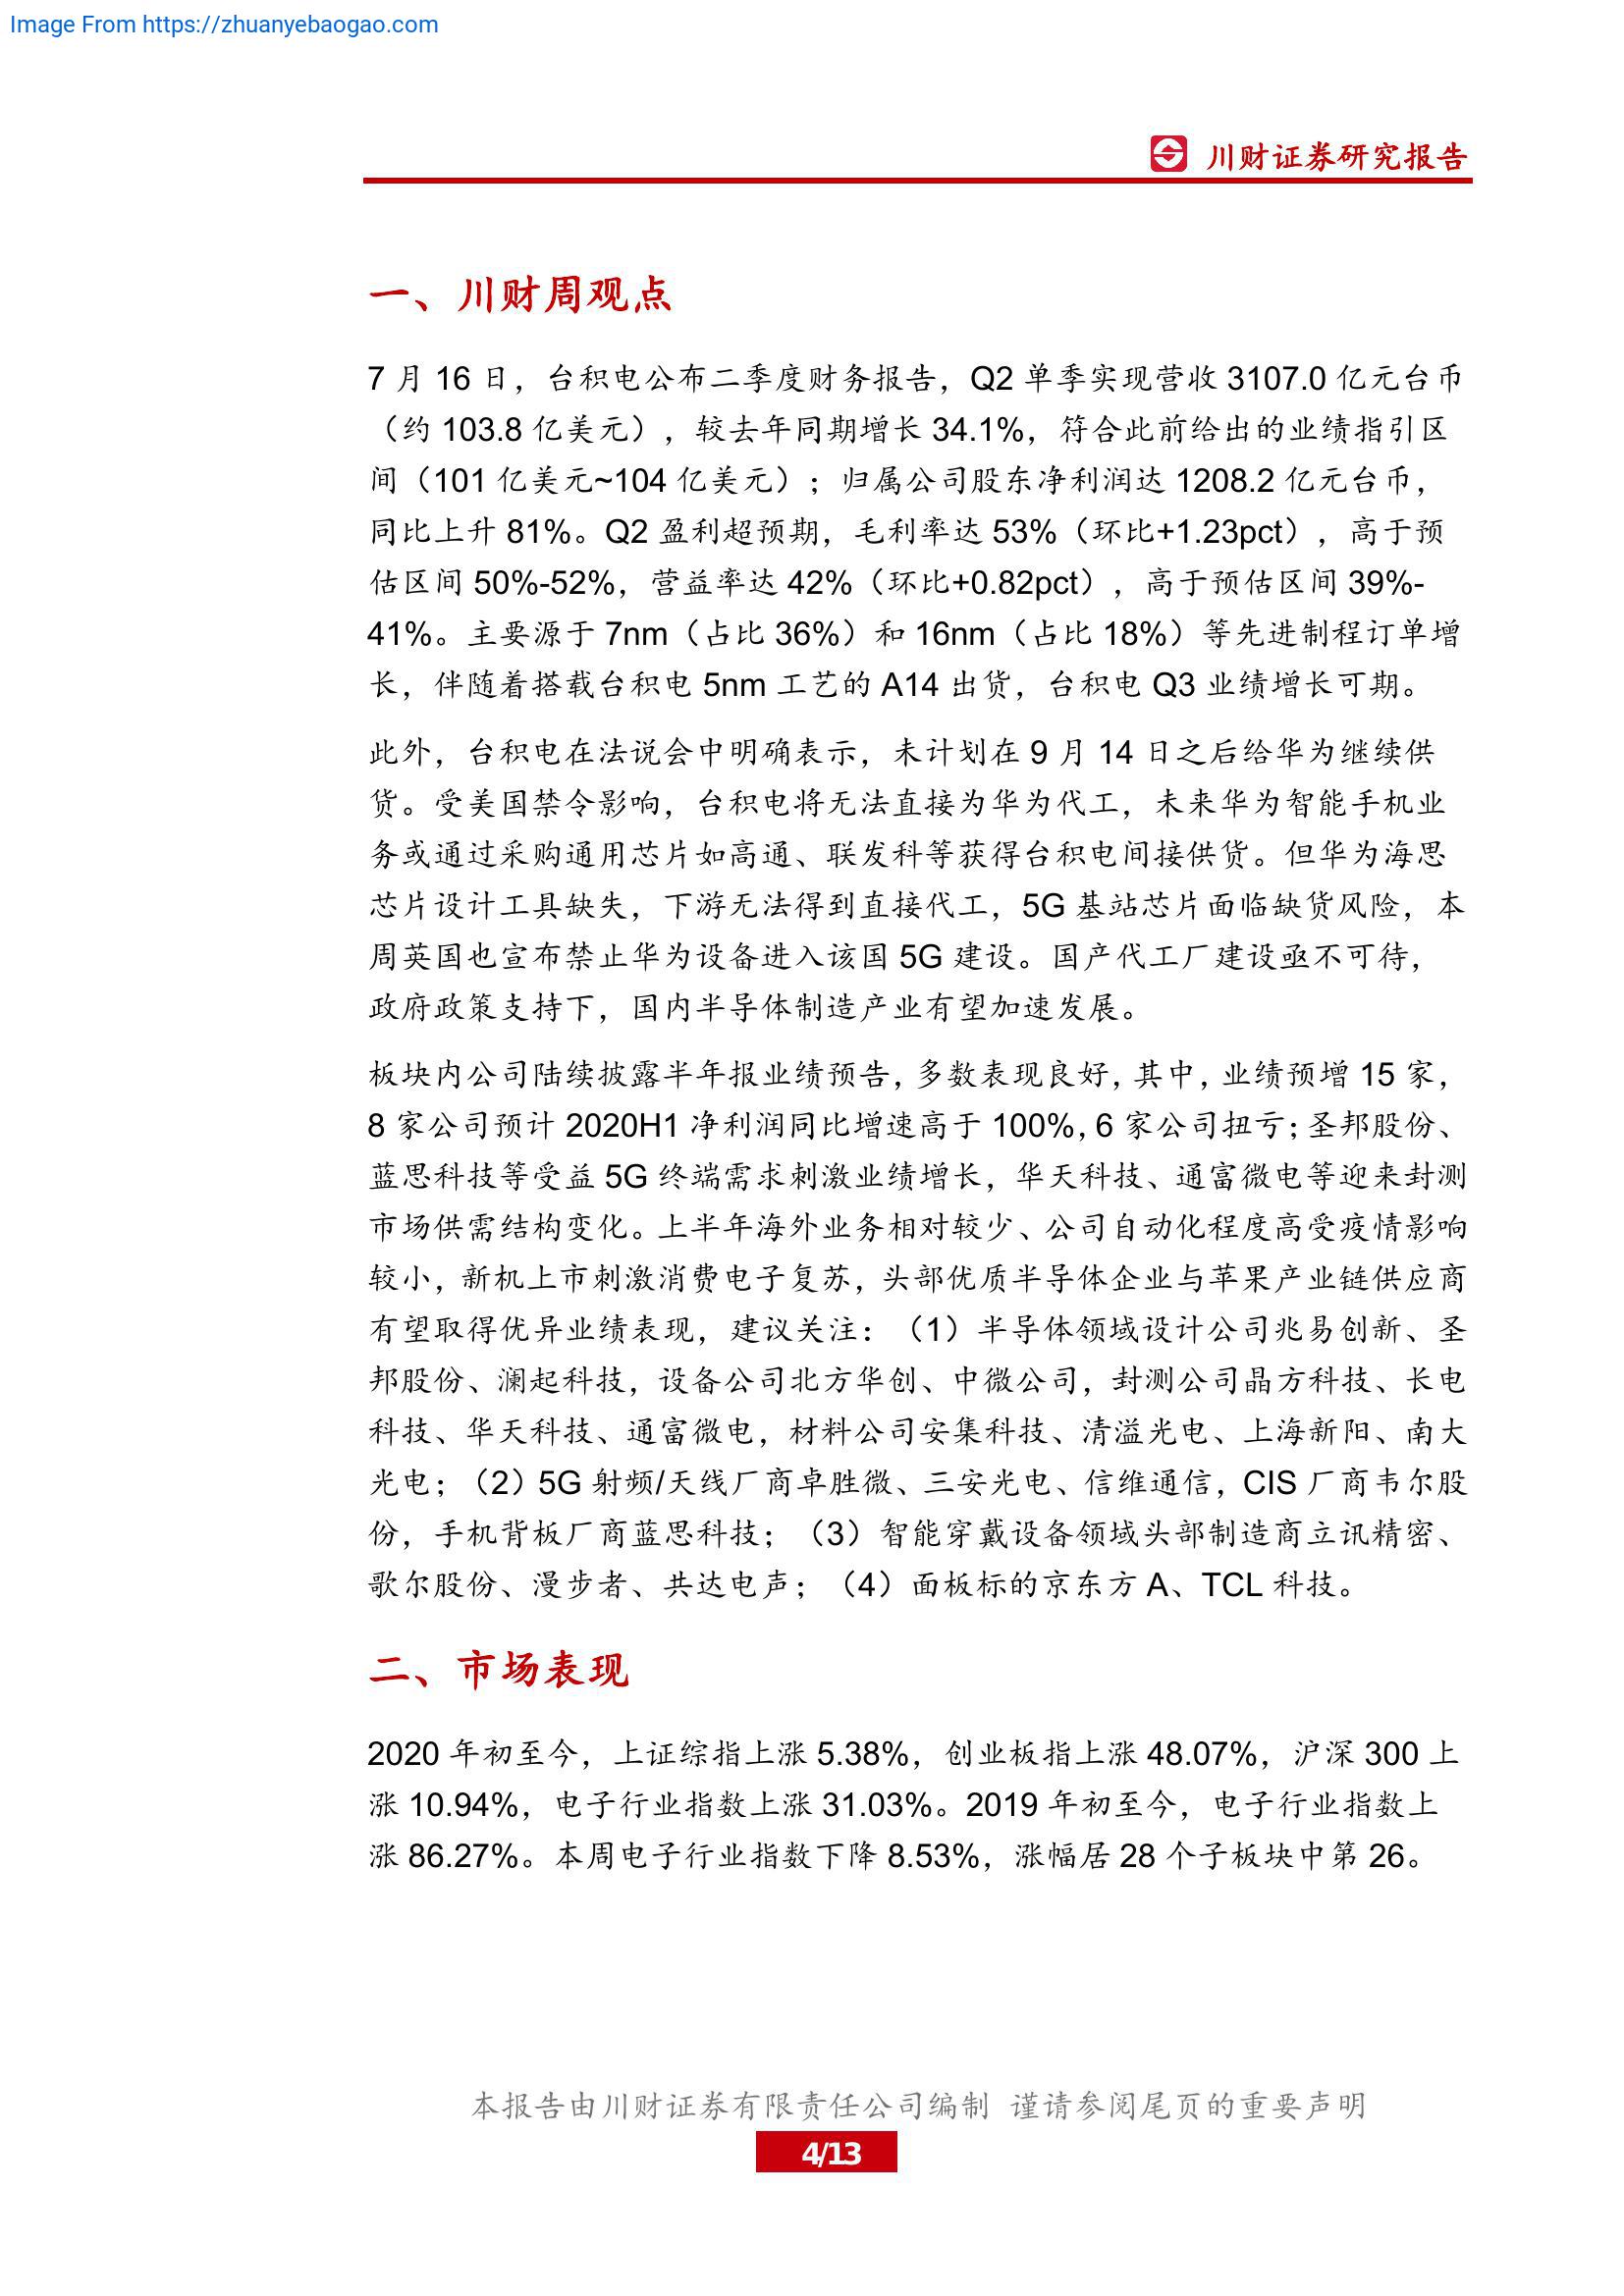 Image From https://zhuanyebaogao.com
川财证券研究报告
一、川财周观点
7 月 16 日，台积电公布二季度财务报告，Q2 单季实现营收 3107.0 亿元台币
（约 103.8 亿美元），较去年同期增长 34.1%，符合此前给出的业绩指引区
间（101 亿美元~104 亿美元）；归属公司股东净利润达 1208.2 亿元台币，
同比上升 81%。Q2 盈利超预期，毛利率达 53%（环比+1.23pct），高于预
估区间 50%-52%，营益率达 42%（环比+0.82pct），高于预估区间 39%-
41%。主要源于 7nm（占比 36%）和 16nm（占比 18%）等先进制程订单增
长，伴随着搭载台积电 5nm 工艺的 A14 出货，台积电 Q3 业绩增长可期。
此外，台积电在法说会中明确表示，未计划在 9 月 14 日之后给华为继续供
货。受美国禁令影响，台积电将无法直接为华为代工，未来华为智能手机业
务或通过采购通用芯片如高通、联发科等获得台积电间接供货。但华为海思
芯片设计工具缺失，下游无法得到直接代工，5G 基站芯片面临缺货风险，本
周英国也宣布禁止华为设备进入该国 5G 建设。国产代工厂建设亟不可待，
政府政策支持下，国内半导体制造产业有望加速发展。
板块内公司陆续披露半年报业绩预告，多数表现良好，其中，业绩预增 15 家，
8 家公司预计 2020H1 净利润同比增速高于 100%，6 家公司扭亏；圣邦股份、
蓝思科技等受益 5G 终端需求刺激业绩增长，华天科技、通富微电等迎来封测
市场供需结构变化。上半年海外业务相对较少、公司自动化程度高受疫情影响
较小，新机上市刺激消费电子复苏，头部优质半导体企业与苹果产业链供应商
有望取得优异业绩表现，建议关注：（1）半导体领域设计公司兆易创新、圣
邦股份、澜起科技，设备公司北方华创、中微公司，封测公司晶方科技、长电
科技、华天科技、通富微电，材料公司安集科技、清溢光电、上海新阳、南大
光电；（2）5G 射频/天线厂商卓胜微、三安光电、信维通信，CIS 厂商韦尔股
份，手机背板厂商蓝思科技；（3）智能穿戴设备领域头部制造商立讯精密、
歌尔股份、漫步者、共达电声；（4）面板标的京东方 A、TCL 科技。
二、市场表现
2020 年初至今，上证综指上涨 5.38%，创业板指上涨 48.07%，沪深 300 上
涨 10.94%，电子行业指数上涨 31.03%。2019 年初至今，电子行业指数上
涨 86.27%。本周电子行业指数下降 8.53%，涨幅居 28 个子板块中第 26。
本报告由川财证券有限责任公司编制 谨请参阅尾页的重要声明
4/13